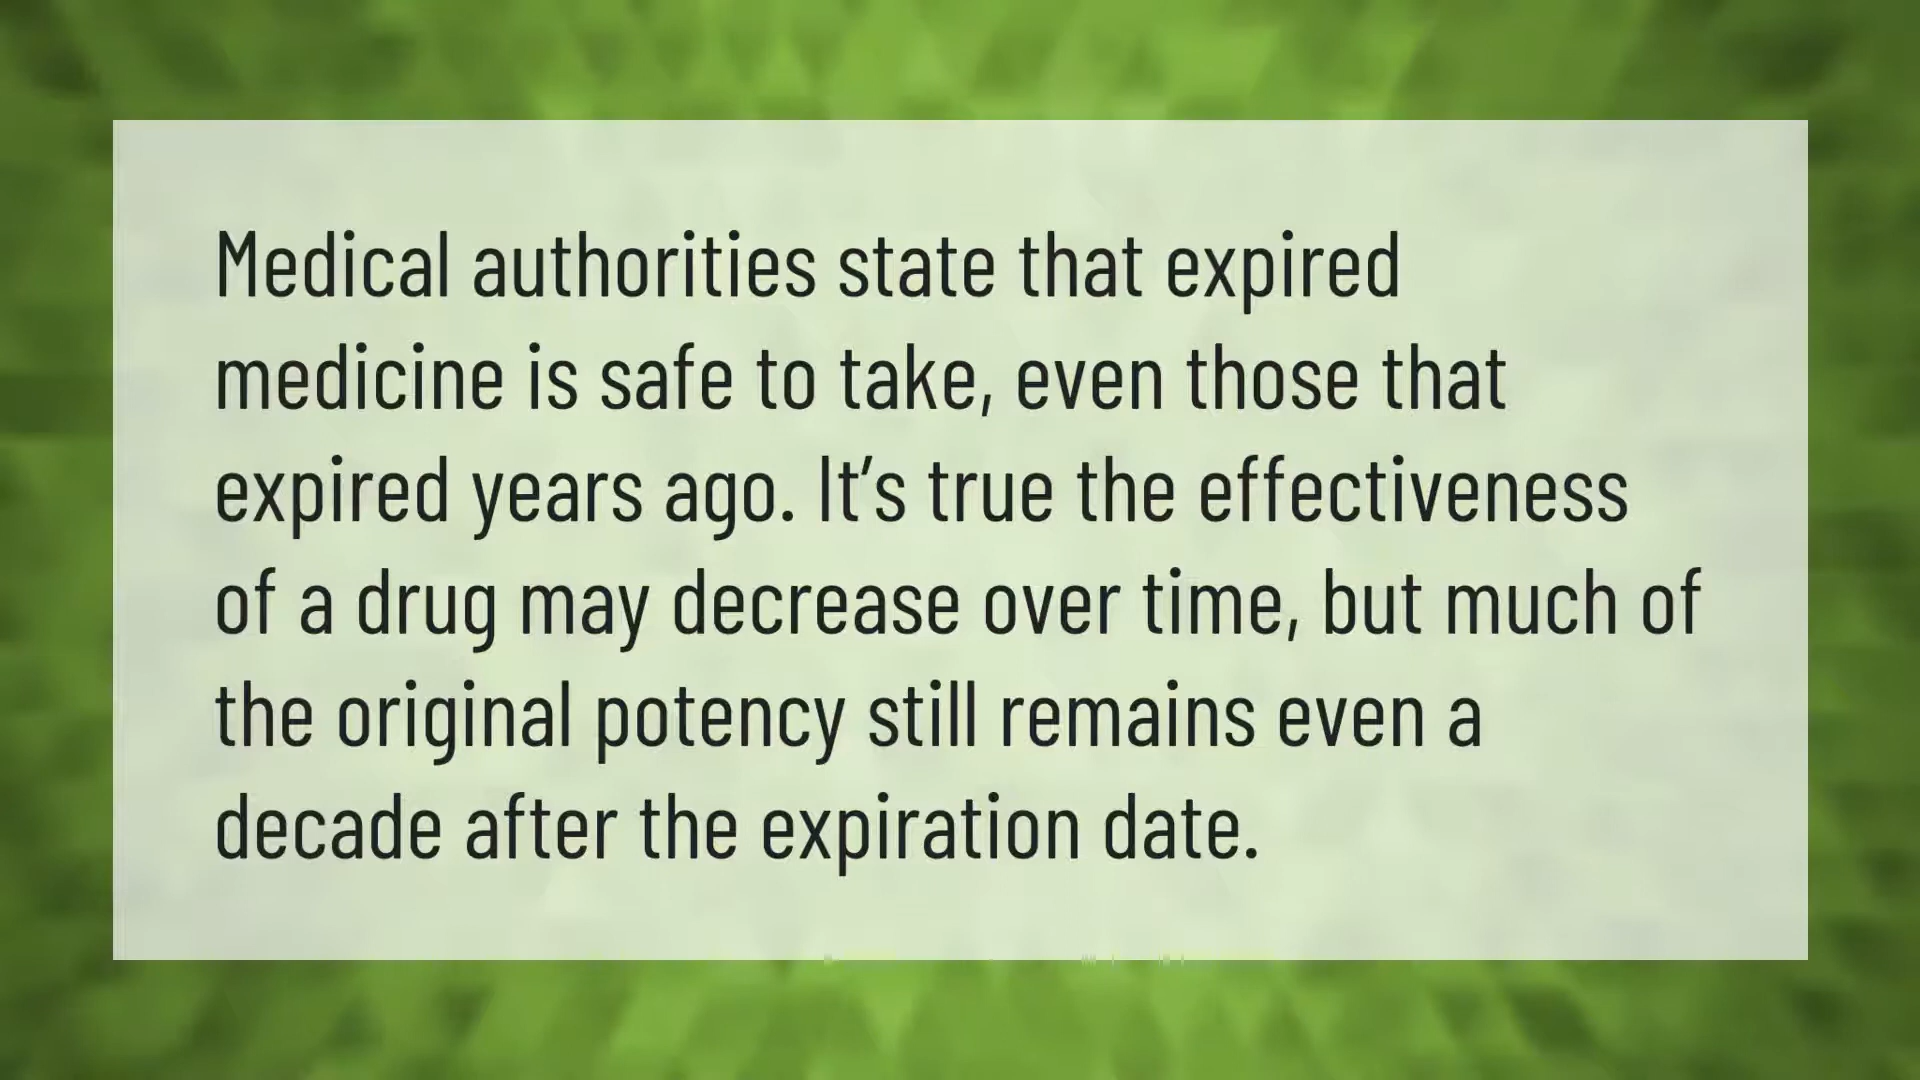 Medical authorities state that expired
medicine is safe to take, even those that
expired years ago. It’s true the effectiveness
of a drug may decrease over time, but much of
the original potency still remains even a
decade after the expiration date.